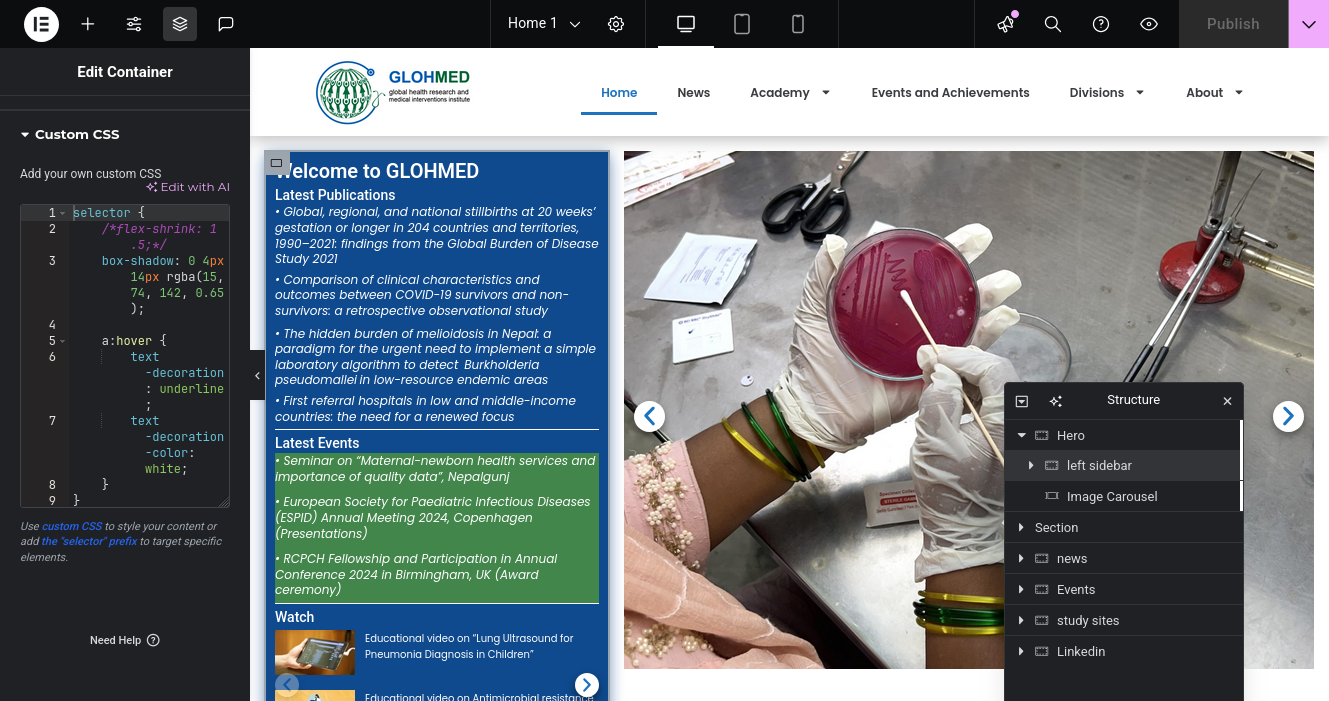 Home 1
Publish
Edit Container
Custom CSS
Add your own custom CSS
Edit with AI
1 selector {
2 /*flex-shrink: 1
.5;*/
3 box-shadow: 0 4px
14px rgba(15,
74, 142, 0.65
);
4
5 a:hover {
6 text
-decoration
: underline
;
7 text
-decoration
-color:
white;
8 }
9 }
Use custom CSS to style your content or
add the "selector" prefix to target specific
elements.
Need Help
GLOHMED
global health research and
medical interventions institute
Home
News
Academy
Events and Achievements
Divisions
About
Welcome to GLOHMED
Latest Publications
• Global, regional, and national stillbirths at 20 weeks’
gestation or longer in 204 countries and territories,
1990–2021: findings from the Global Burden of Disease
Study 2021
• Comparison of clinical characteristics and
outcomes between COVID-19 survivors and non-
survivors: a retrospective observational study
• The hidden burden of melioidosis in Nepal: a
paradigm for the urgent need to implement a simple
laboratory algorithm to detect Burkholderia
pseudomallei in low-resource endemic areas
• First referral hospitals in low and middle-income
countries: the need for a renewed focus
Latest Events
• Seminar on “Maternal-newborn health services and
importance of quality data”, Nepalgunj
• European Society for Paediatric Infectious Diseases
(ESPID) Annual Meeting 2024, Copenhagen
(Presentations)
• RCPCH Fellowship and Participation in Annual
Conference 2024 in Birmingham, UK (Award
ceremony)
Watch
Educational video on “Lung Ultrasound for
Pneumonia Diagnosis in Children”
Educational video on Antimicrobial resistance
Structure
Hero
left sidebar
Image Carousel
Section
news
Events
study sites
Linkedin